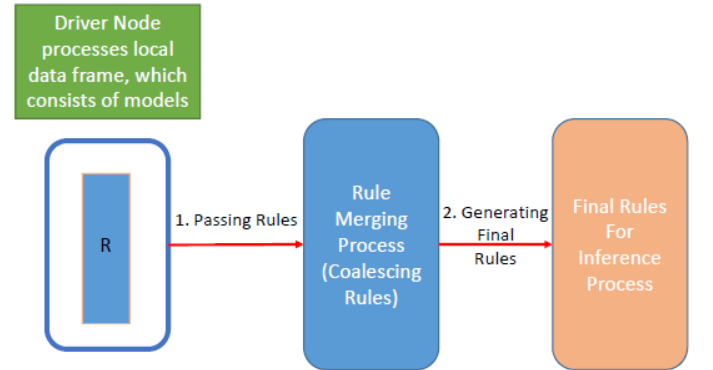 Driver Node
processes local
data frame, which
consists of models
R
1. Passing Rules
Rule
Merging
Process
(Coalescing
Rules)
2. Generating
Final
Rules
Final Rules
For
Inference
Process